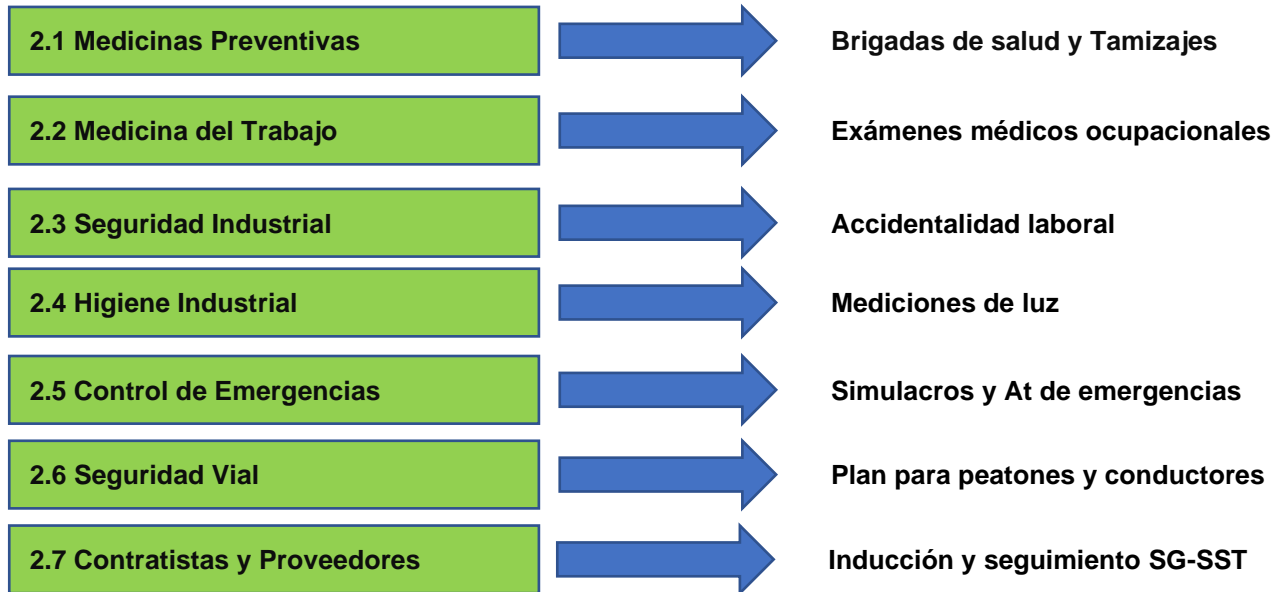 2.1 Medicinas Preventivas
Brigadas de salud y Tamizajes
2.2 Medicina del Trabajo
Exámenes médicos ocupacionales
2.3 Seguridad Industrial
Accidentalidad laboral
2.4 Higiene Industrial
Mediciones de luz
2.5 Control de Emergencias
Simulacros y At de emergencias
2.6 Seguridad Vial
Plan para peatones y conductores
2.7 Contratistas y Proveedores
Inducción y seguimiento SG-SST